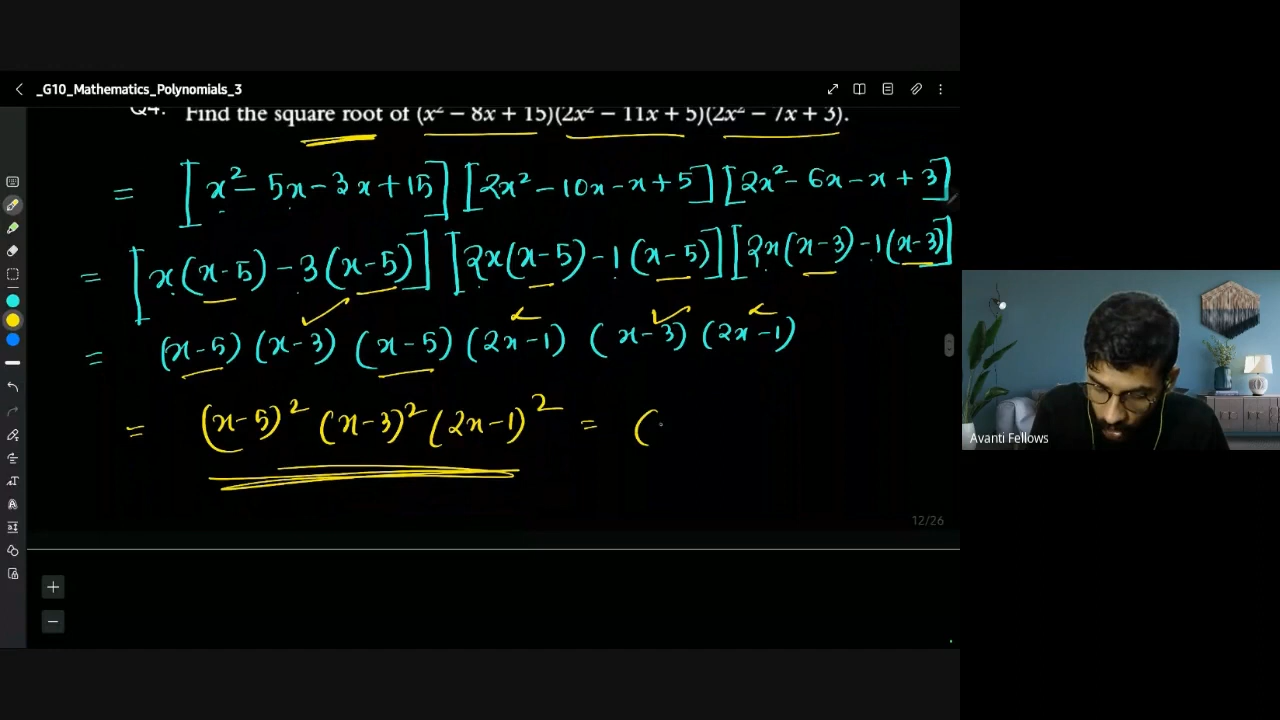 _G10_Mathematics_Polynomials_3
Q4. Find the square root of (x² − 8x + 15)(2x² − 11x + 5)(2x² − 7x + 3).
= [x² − 5x − 3x + 15] [2x² − 10x − x + 5] [2x² − 6x − x + 3]
= [x(x−5) − 3(x−5)] [2x(x−5) − 1(x−5)] [2x(x−3) − 1(x−3)]
= (x−5) (x−3) (x−5) (2x−1) (x−3) (2x−1)
= (x−5)² (x−3)² (2x−1)² = (
12/26
Avanti Fellows